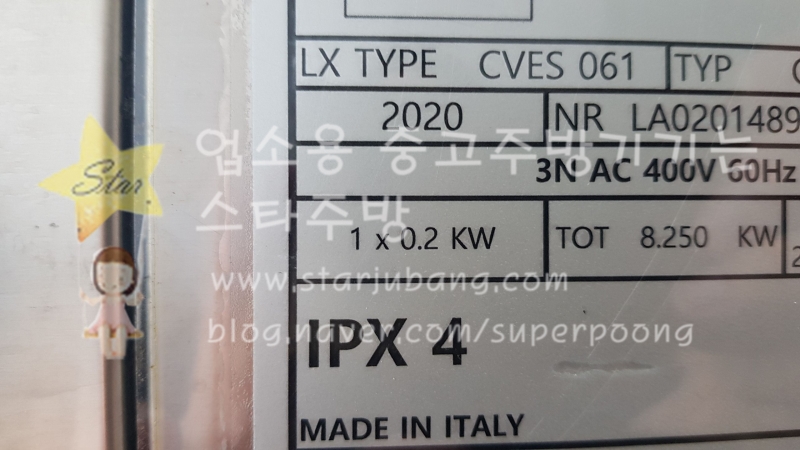 LX TYPE CVES 061 TYP
2020 NR LA0201489
업소용 중고주방기기는
3N AC 400V 60Hz
스타주방
Star
1 x 0.2 KW TOT 8.250 KW
www.starjubang.com
blog.naver.com/superpoong
IPX 4
MADE IN ITALY